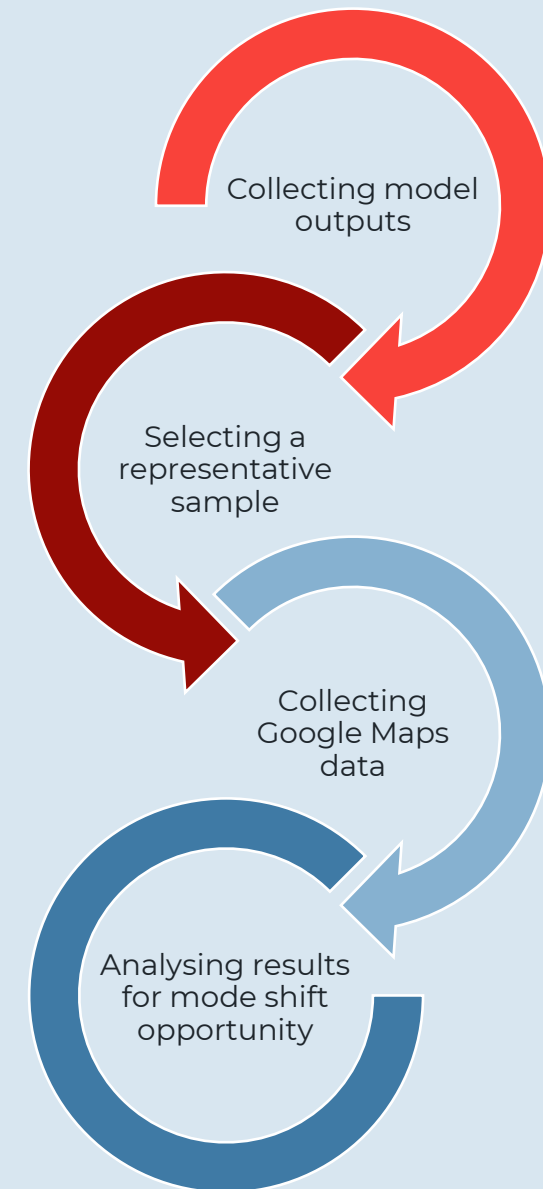 Collecting model
outputs
Selecting a
representative
sample
Collecting
Google Maps
data
Analysing results
for mode shift
opportunity